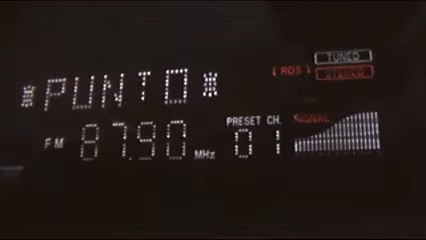 TUNED
[RDS] STEREO
*PUNTO*
PRESET CH. SIGNAL
FM 87.90 MHz 01